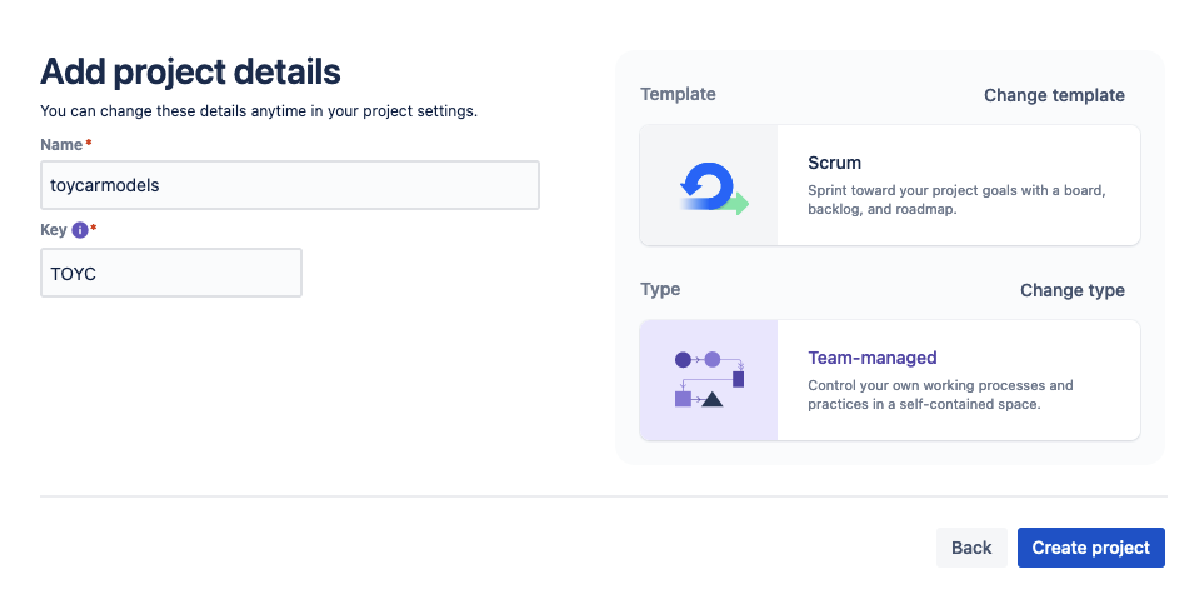 Add project details
You can change these details anytime in your project settings.
Name*
toycarmodels
Key i*
TOYC
Template
Change template
Scrum
Sprint toward your project goals with a board,
backlog, and roadmap.
Type
Change type
Team-managed
Control your own working processes and
practices in a self-contained space.
Back
Create project